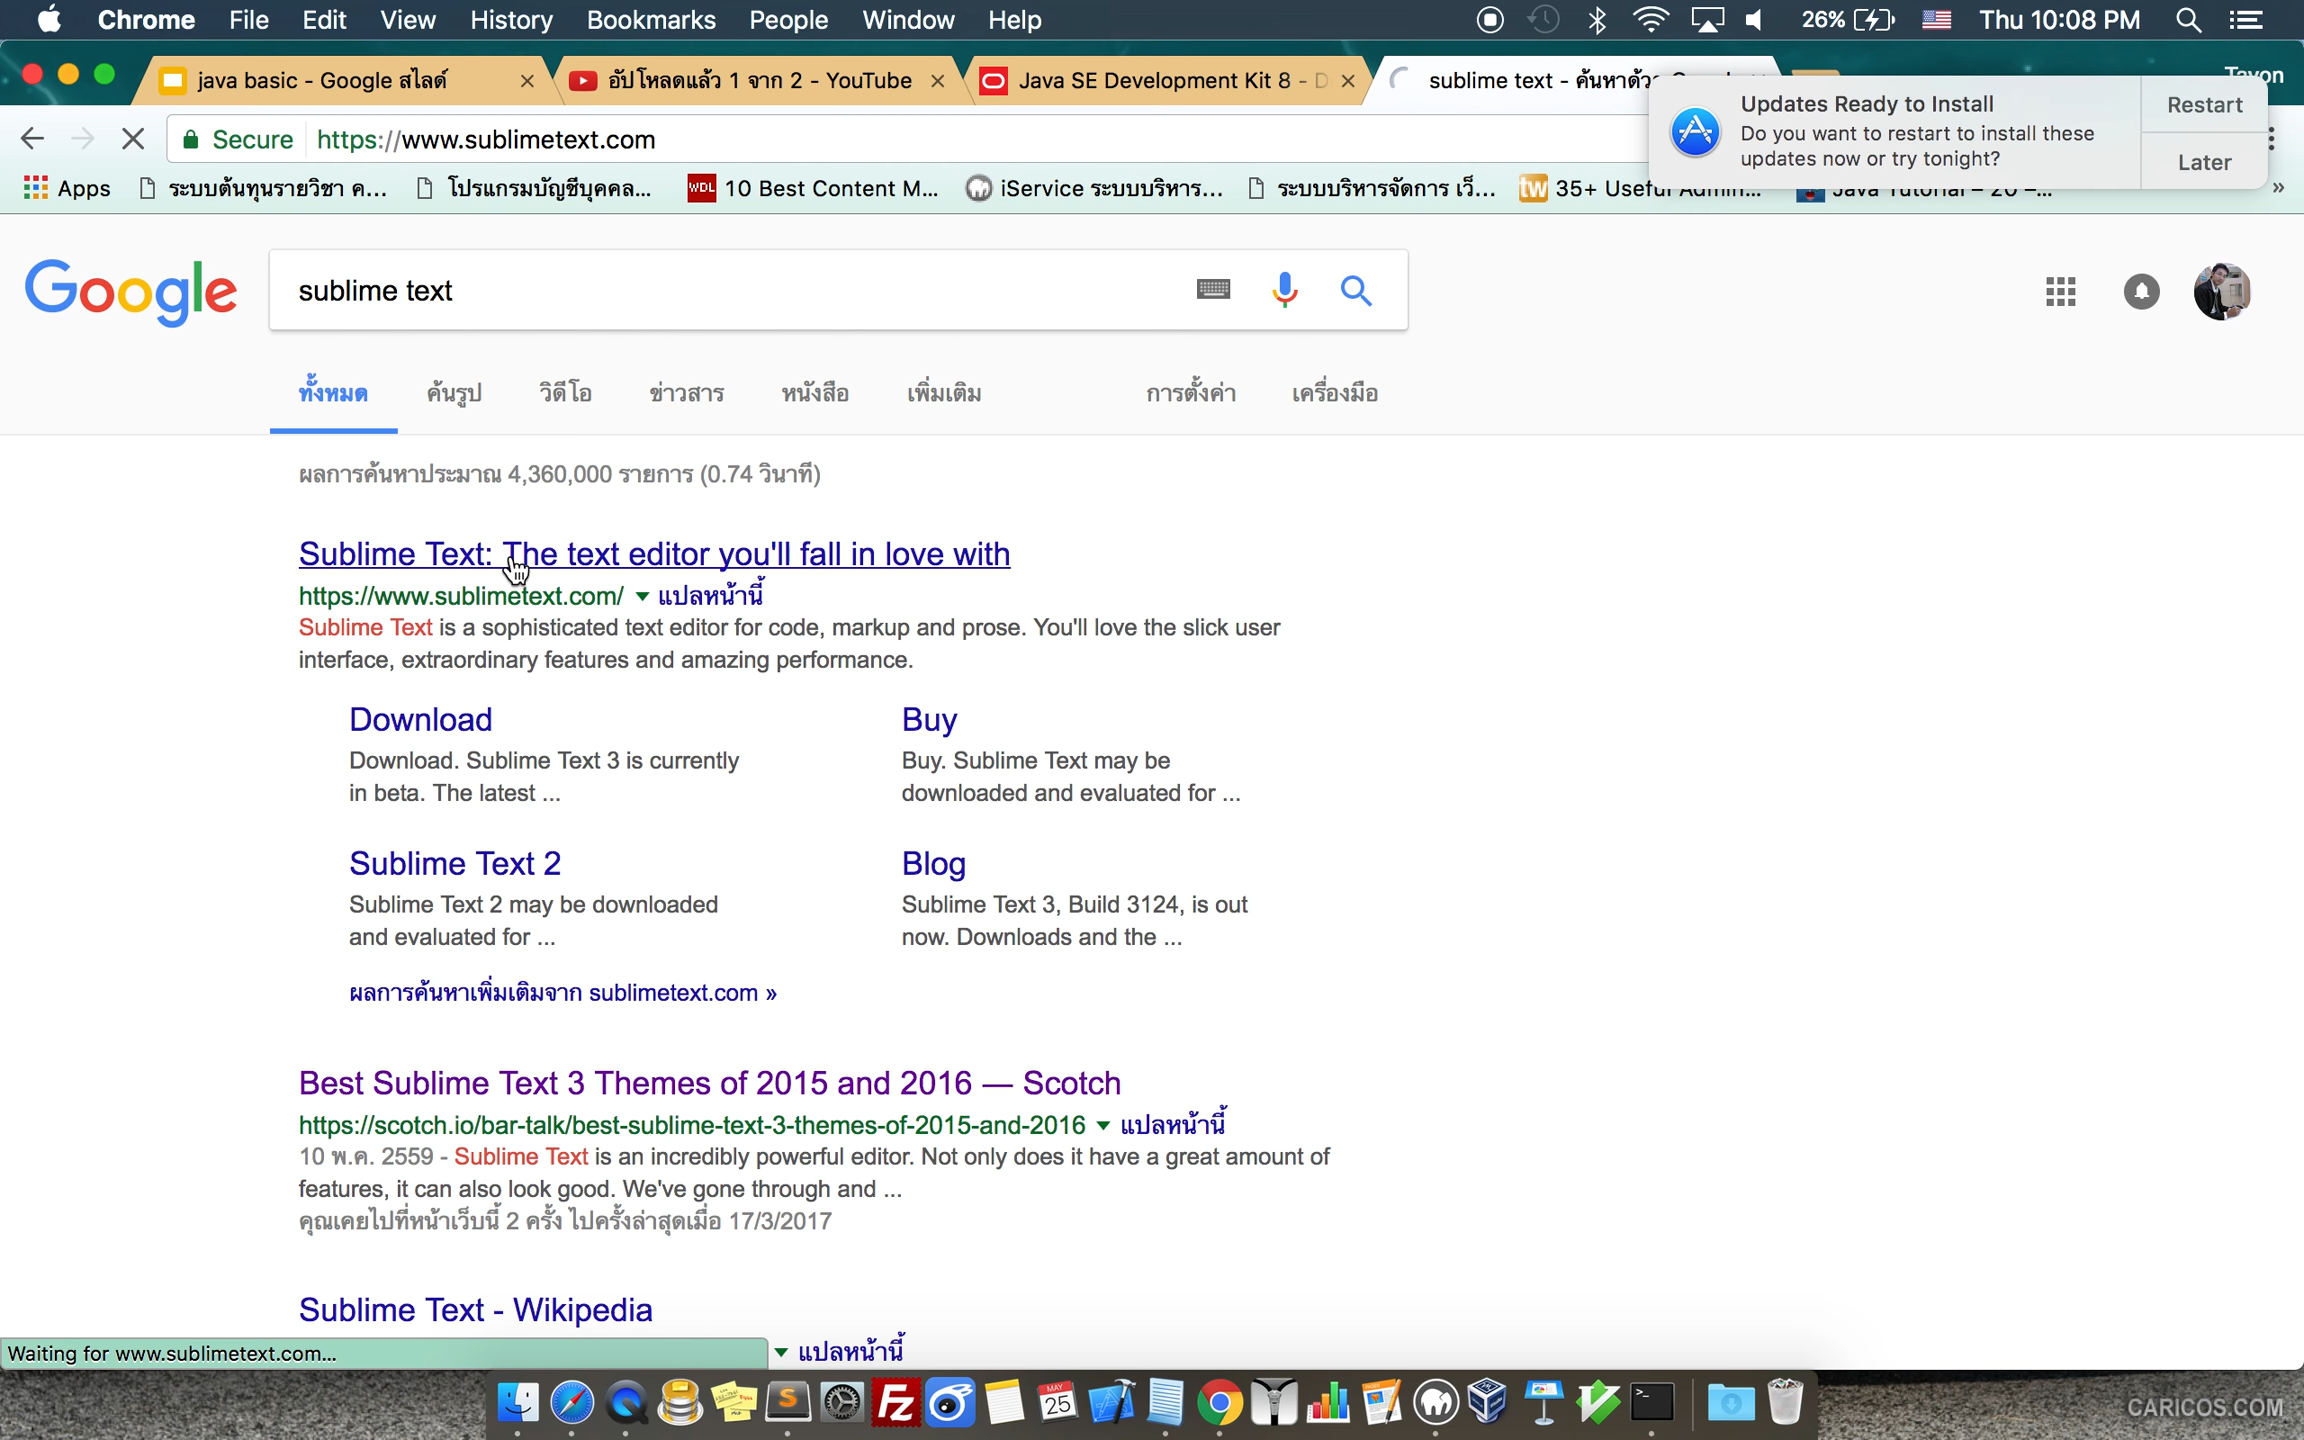 Chrome File Edit View History Bookmarks People Window Help 26% Thu 10:08 PM
java basic - Google สไลด์
อัปโหลดแล้ว 1 จาก 2 - YouTube
Java SE Development Kit 8 - D
sublime text - ค้นหาด้วย
Updates Ready to Install
Do you want to restart to install these
updates now or try tonight?
Restart
Later
Secure https://www.sublimetext.com
Apps ระบบต้นทุนรายวิชา ค... โปรแกรมบัญชีบุคคล... WDL 10 Best Content M... iService ระบบบริหาร... ระบบบริหารจัดการ เว็... tw 35+ Useful Admin... Java Tutorial – 20 –... »
Google
sublime text
ทั้งหมด ค้นรูป วิดีโอ ข่าวสาร หนังสือ เพิ่มเติม การตั้งค่า เครื่องมือ
ผลการค้นหาประมาณ 4,360,000 รายการ (0.74 วินาที)
Sublime Text: The text editor you'll fall in love with
https://www.sublimetext.com/ ▼ แปลหน้านี้
Sublime Text is a sophisticated text editor for code, markup and prose. You'll love the slick user
interface, extraordinary features and amazing performance.
Download
Download. Sublime Text 3 is currently
in beta. The latest ...
Buy
Buy. Sublime Text may be
downloaded and evaluated for ...
Sublime Text 2
Sublime Text 2 may be downloaded
and evaluated for ...
Blog
Sublime Text 3, Build 3124, is out
now. Downloads and the ...
ผลการค้นหาเพิ่มเติมจาก sublimetext.com »
Best Sublime Text 3 Themes of 2015 and 2016 — Scotch
https://scotch.io/bar-talk/best-sublime-text-3-themes-of-2015-and-2016 ▼ แปลหน้านี้
10 พ.ค. 2559 - Sublime Text is an incredibly powerful editor. Not only does it have a great amount of
features, it can also look good. We've gone through and ...
คุณเคยไปที่หน้าเว็บนี้ 2 ครั้ง ไปครั้งล่าสุดเมื่อ 17/3/2017
Sublime Text - Wikipedia
Waiting for www.sublimetext.com... ▼ แปลหน้านี้
MAY
25
CARICOS.COM